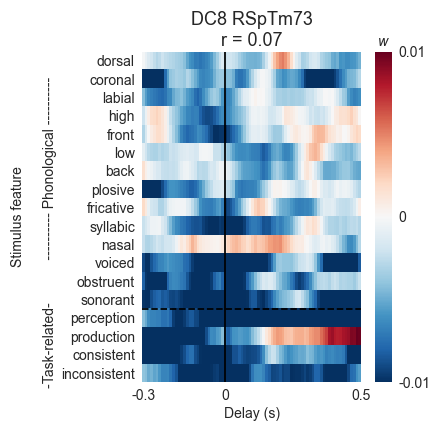 DC8 RSpTm73
r = 0.07
w
dorsal
coronal
labial
high
front
low
back
plosive
fricative
syllabic
nasal
voiced
obstruent
sonorant
perception
production
consistent
inconsistent
Stimulus feature
---------- Phonological ----------
-Task-related-
-0.3
0
0.5
Delay (s)
0.01
0
-0.01